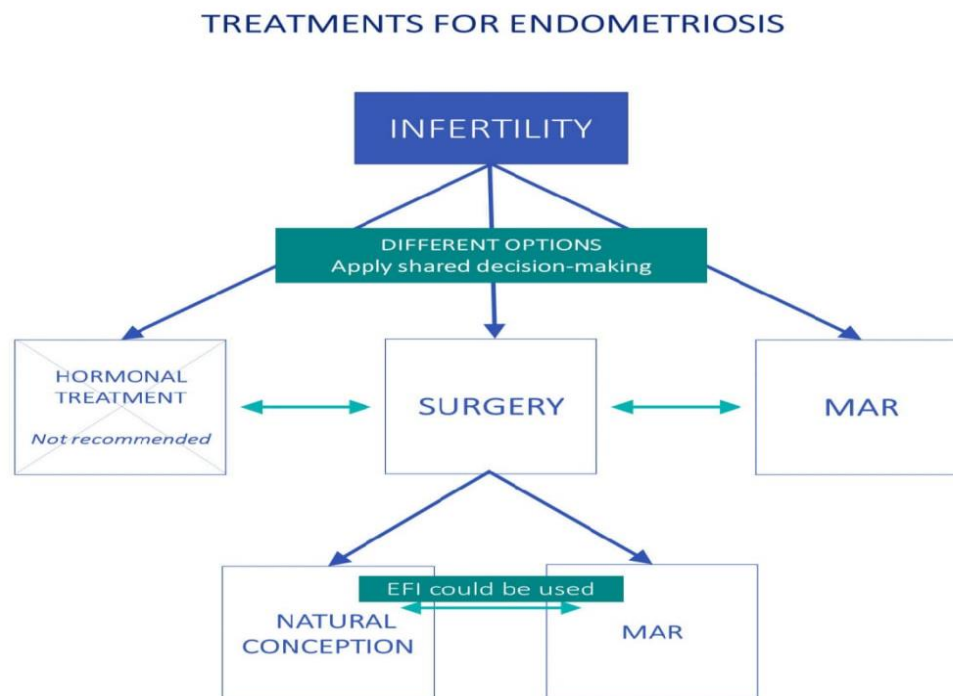 TREATMENTS FOR ENDOMETRIOSIS
INFERTILITY
DIFFERENT OPTIONS
Apply shared decision-making
HORMONAL
TREATMENT
Not recommended
SURGERY
MAR
EFI could be used
NATURAL
CONCEPTION
MAR